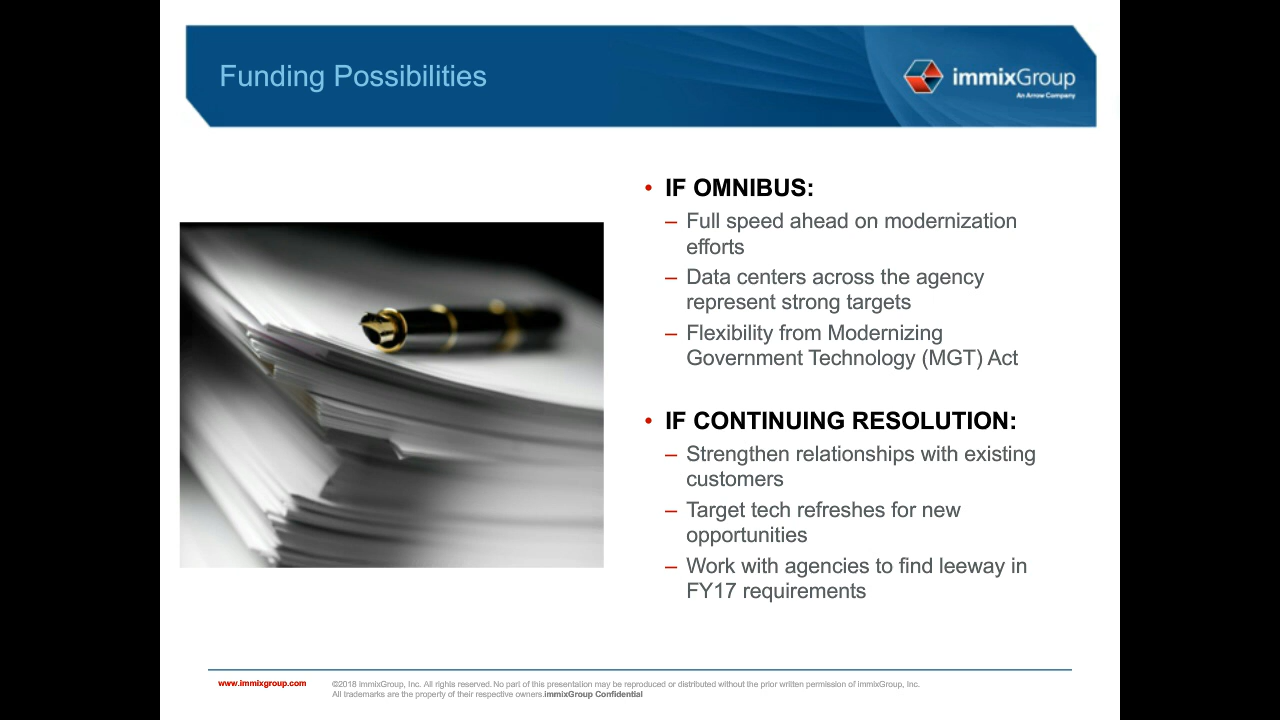 Funding Possibilities
immixGroup
An Arrow Company
• IF OMNIBUS:
– Full speed ahead on modernization
efforts
– Data centers across the agency
represent strong targets
– Flexibility from Modernizing
Government Technology (MGT) Act
• IF CONTINUING RESOLUTION:
– Strengthen relationships with existing
customers
– Target tech refreshes for new
opportunities
– Work with agencies to find leeway in
FY17 requirements
www.immixgroup.com
©2018 immixGroup, Inc. All rights reserved. No part of this presentation may be reproduced or distributed without the prior written permission of immixGroup, Inc.
All trademarks are the property of their respective owners.immixGroup Confidential